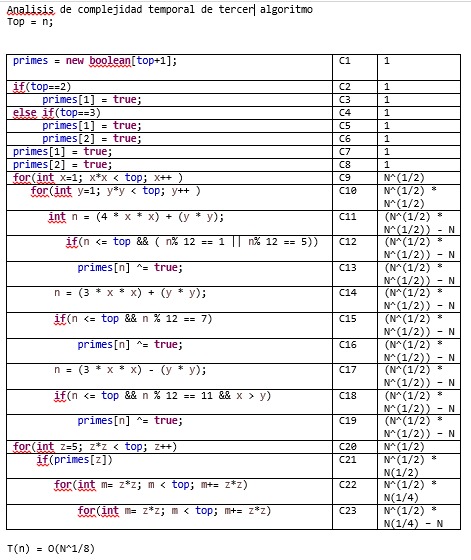 Analisis de complejidad temporal de tercer algoritmo
Top = n;
primes = new boolean[top+1]; C1 1
if(top==2) C2 1
primes[1] = true; C3 1
else if(top==3) C4 1
primes[1] = true; C5 1
primes[2] = true; C6 1
primes[1] = true; C7 1
primes[2] = true; C8 1
for(int x=1; x*x < top; x++ ) C9 N^(1/2)
for(int y=1; y*y < top; y++ ) C10 N^(1/2) *
N^(1/2)
int n = (4 * x * x) + (y * y); C11 (N^(1/2) *
N^(1/2)) - N
if(n <= top && ( n% 12 == 1 || n% 12 == 5)) C12 (N^(1/2) *
N^(1/2)) – N
primes[n] ^= true; C13 (N^(1/2) *
N^(1/2)) – N
n = (3 * x * x) + (y * y); C14 (N^(1/2) *
N^(1/2)) – N
if(n <= top && n % 12 == 7) C15 (N^(1/2) *
N^(1/2)) – N
primes[n] ^= true; C16 (N^(1/2) *
N^(1/2)) – N
n = (3 * x * x) - (y * y); C17 (N^(1/2) *
N^(1/2)) – N
if(n <= top && n % 12 == 11 && x > y) C18 (N^(1/2) *
N^(1/2)) – N
primes[n] ^= true; C19 (N^(1/2) *
N^(1/2)) – N
for(int z=5; z*z < top; z++) C20 N^(1/2)
if(primes[z]) C21 N^(1/2) *
N(1/2)
for(int m= z*z; m < top; m+= z*z) C22 N^(1/2) *
N(1/4)
for(int m= z*z; m < top; m+= z*z) C23 N^(1/2) *
N(1/4) – N
T(n) = O(N^1/8)